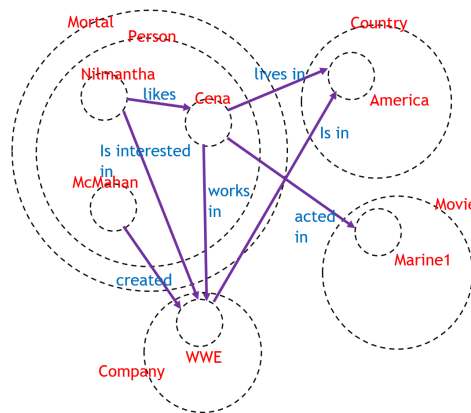 Mortal
Country
Person
Nilmantha
likes
Cena
lives in
America
Is interested
in
Is in
McMahan
works
in
acted
in
Movie
Marine1
created
WWE
Company